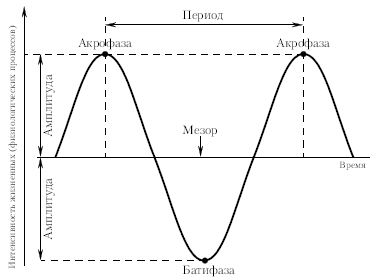 Период
Акрофаза
Акрофаза
Интенсивность жизненных (физиологических процессов)
Амплитуда
Мезор
Время
Амплитуда
Батифаза